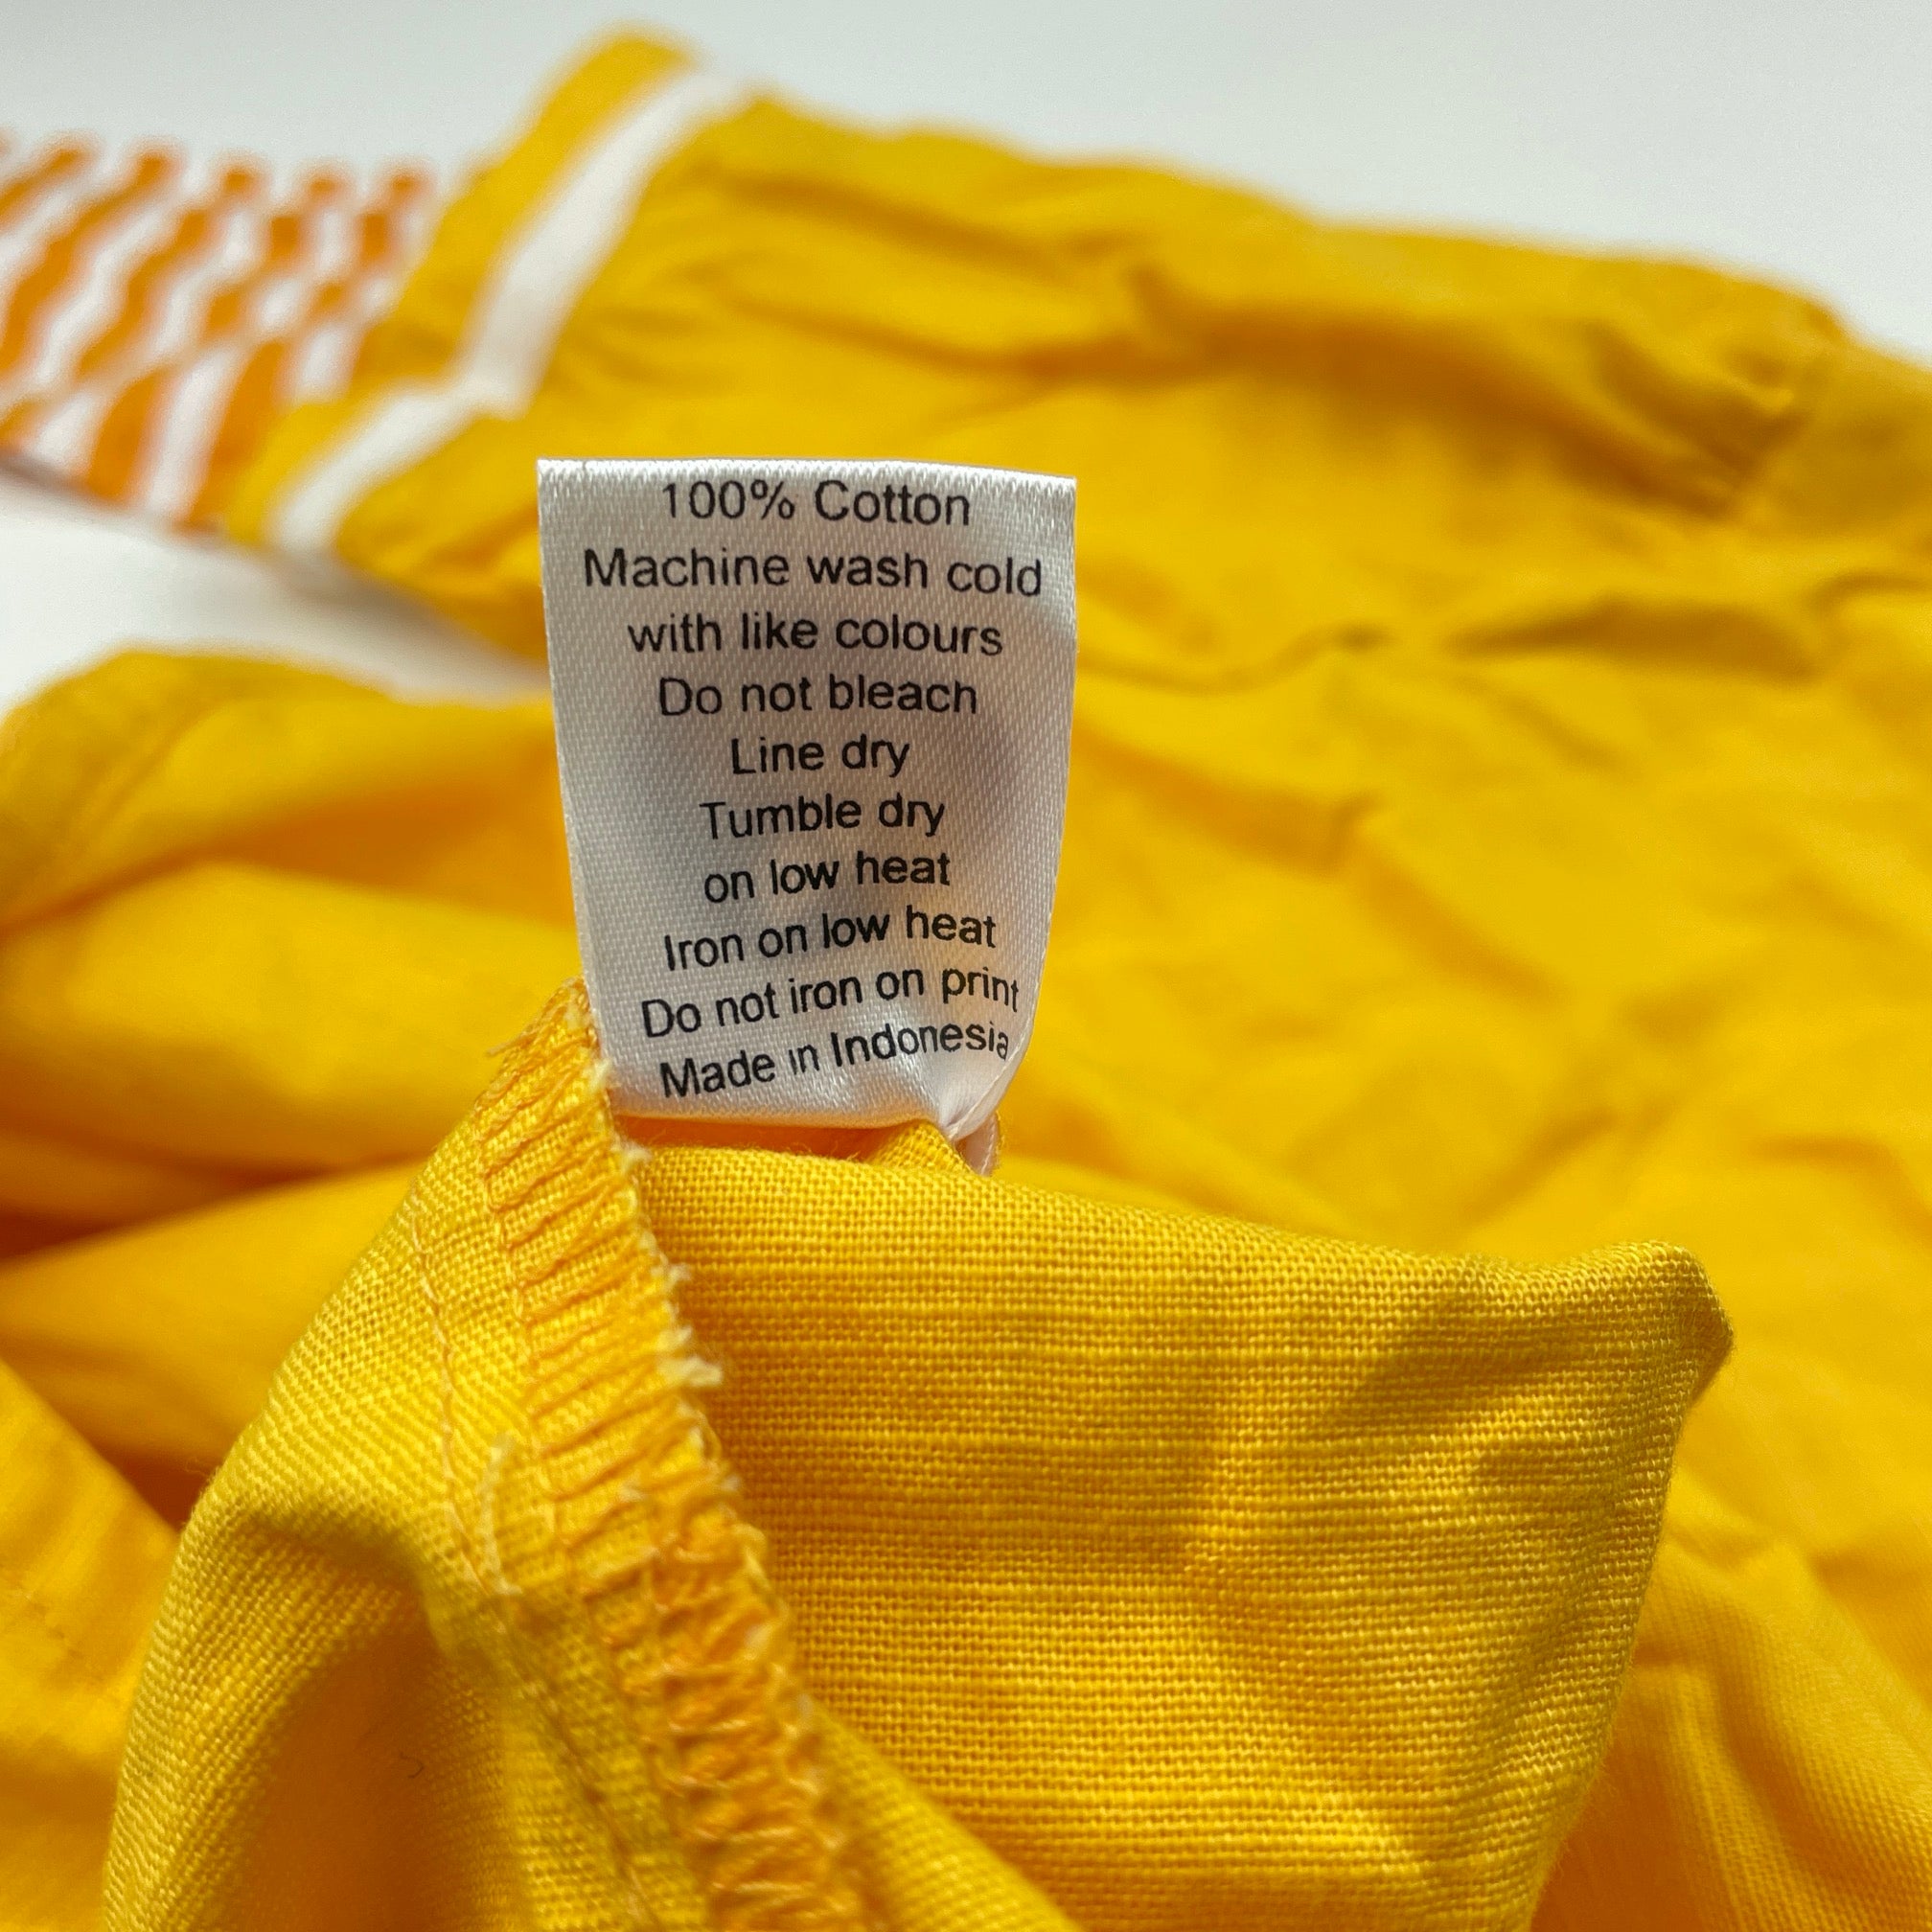 100% Cotton
Machine wash cold
with like colours
Do not bleach
Line dry
Tumble dry
on low heat
Iron on low heat
Do not iron on print
Made in Indonesia